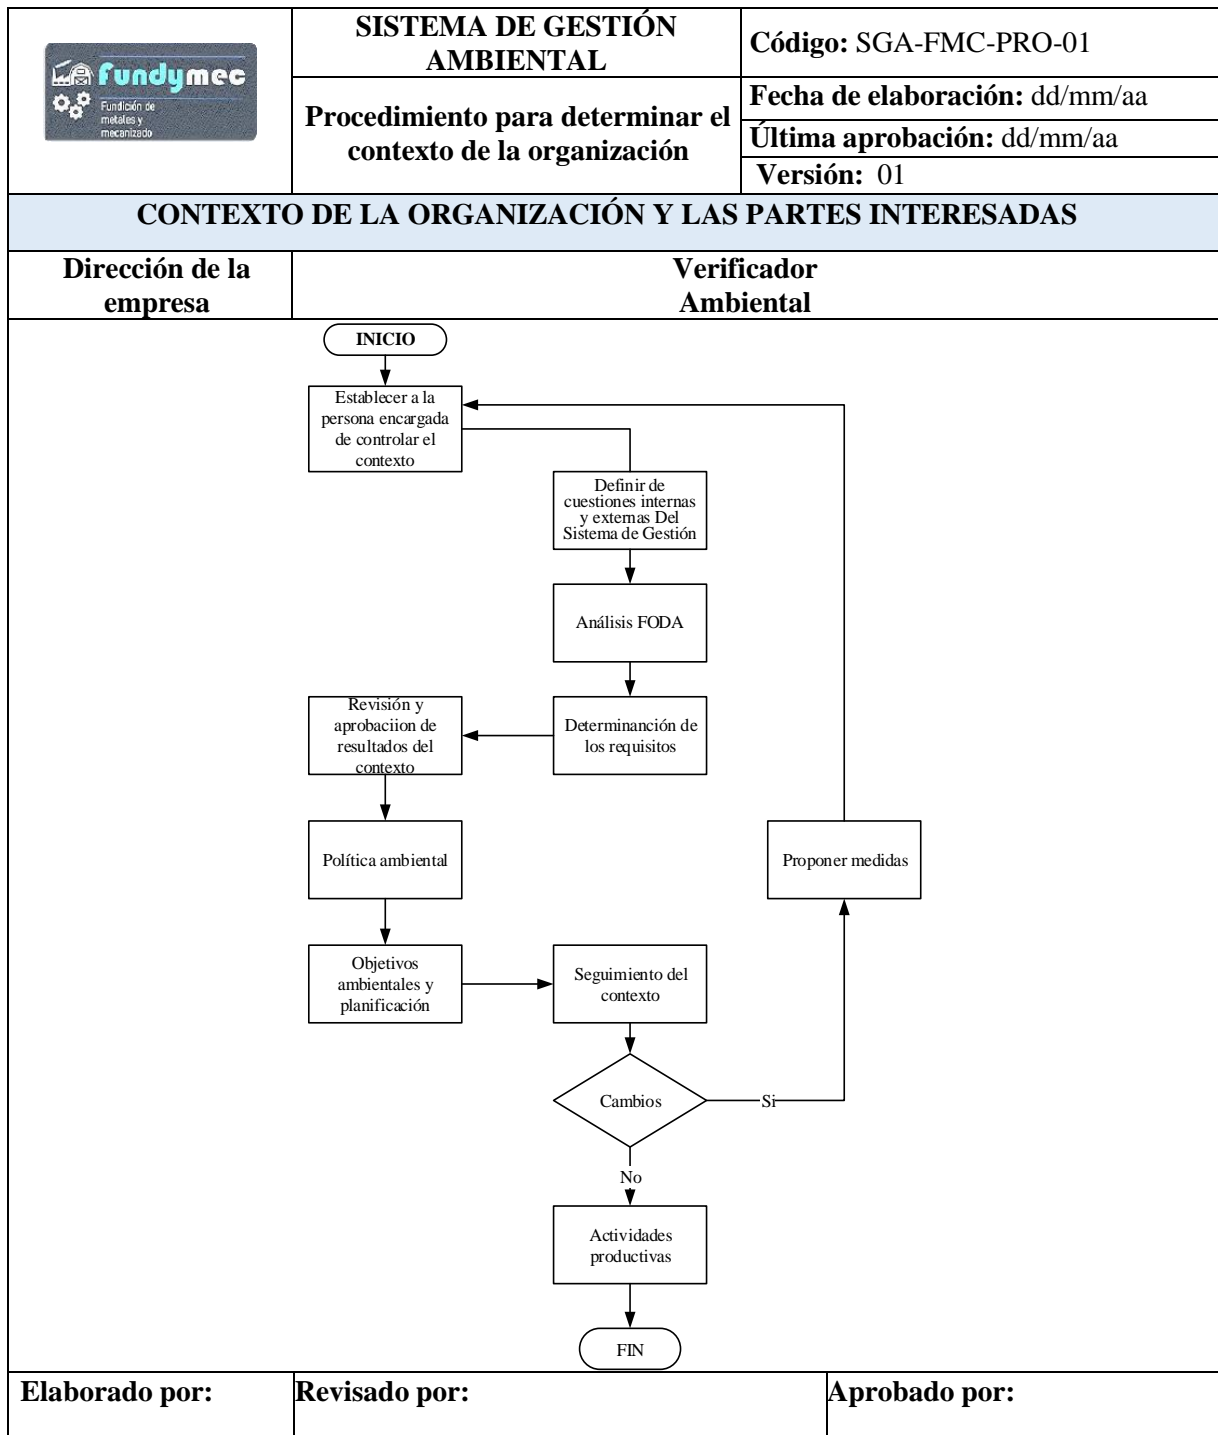 fundymec
Fundición de
metales y
mecanizado
SISTEMA DE GESTIÓN
AMBIENTAL
Procedimiento para determinar el
contexto de la organización
Código: SGA-FMC-PRO-01
Fecha de elaboración: dd/mm/aa
Última aprobación: dd/mm/aa
Versión: 01
CONTEXTO DE LA ORGANIZACIÓN Y LAS PARTES INTERESADAS
Dirección de la
empresa
Verificador
Ambiental
INICIO
Establecer a la
persona encargada
de controlar el
contexto
Definir de
cuestiones internas
y externas Del
Sistema de Gestión
Análisis FODA
Determinanción de
los requisitos
Revisión y
aprobaciion de
resultados del
contexto
Política ambiental
Proponer medidas
Objetivos
ambientales y
planificación
Seguimiento del
contexto
Cambios
Si
No
Actividades
productivas
FIN
Elaborado por:
Revisado por:
Aprobado por: